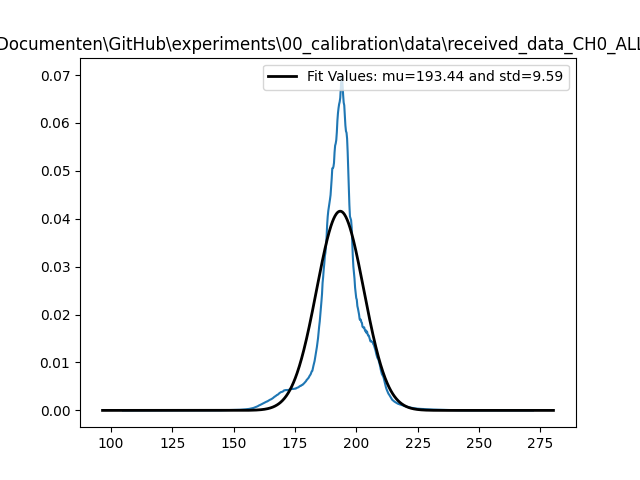 Documenten\GitHub\experiments\00_calibration\data\received_data_CH0_ALL
Fit Values: mu=193.44 and std=9.59
0.07
0.06
0.05
0.04
0.03
0.02
0.01
0.00
100 125 150 175 200 225 250 275